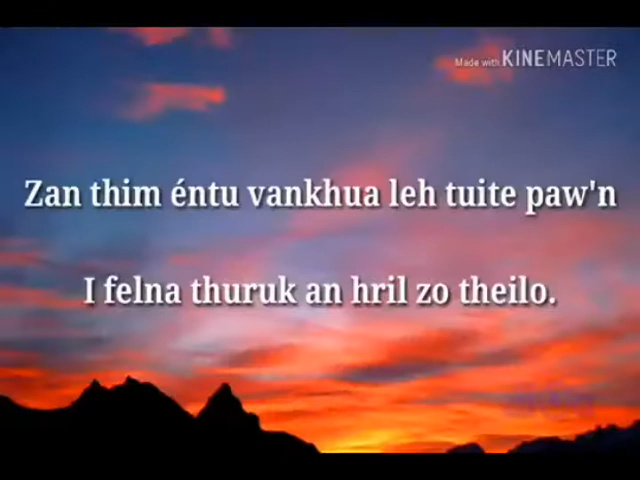 Made with KINEMASTER
Zan thim éntu vankhua leh tuite paw'n
I felna thuruk an hril zo theilo.